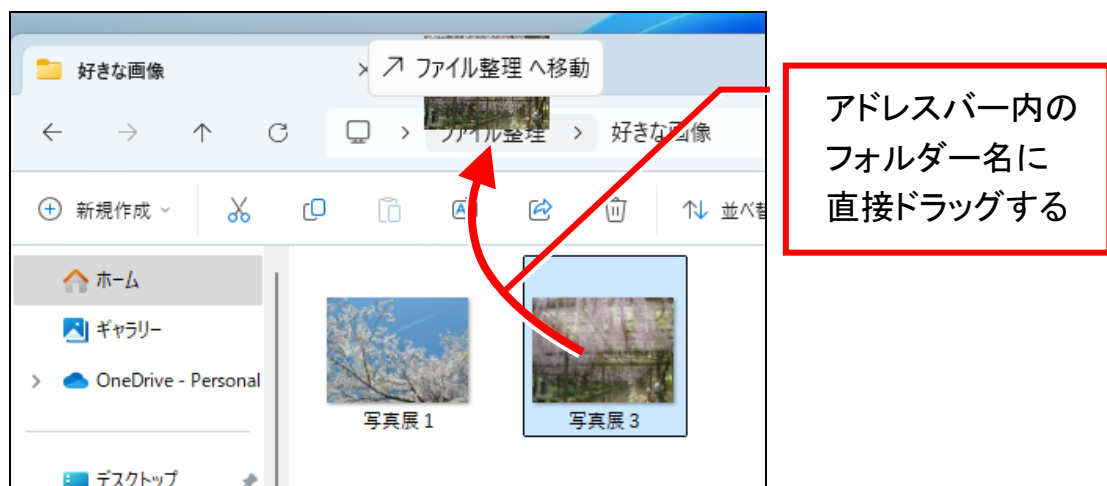 好きな画像
ファイル整理 へ移動
ファイル整理 > 好きな画像
新規作成
並べ替
ホーム
ギャラリー
OneDrive - Personal
デスクトップ
写真展 1
写真展 3
アドレスバー内の
フォルダー名に
直接ドラッグする